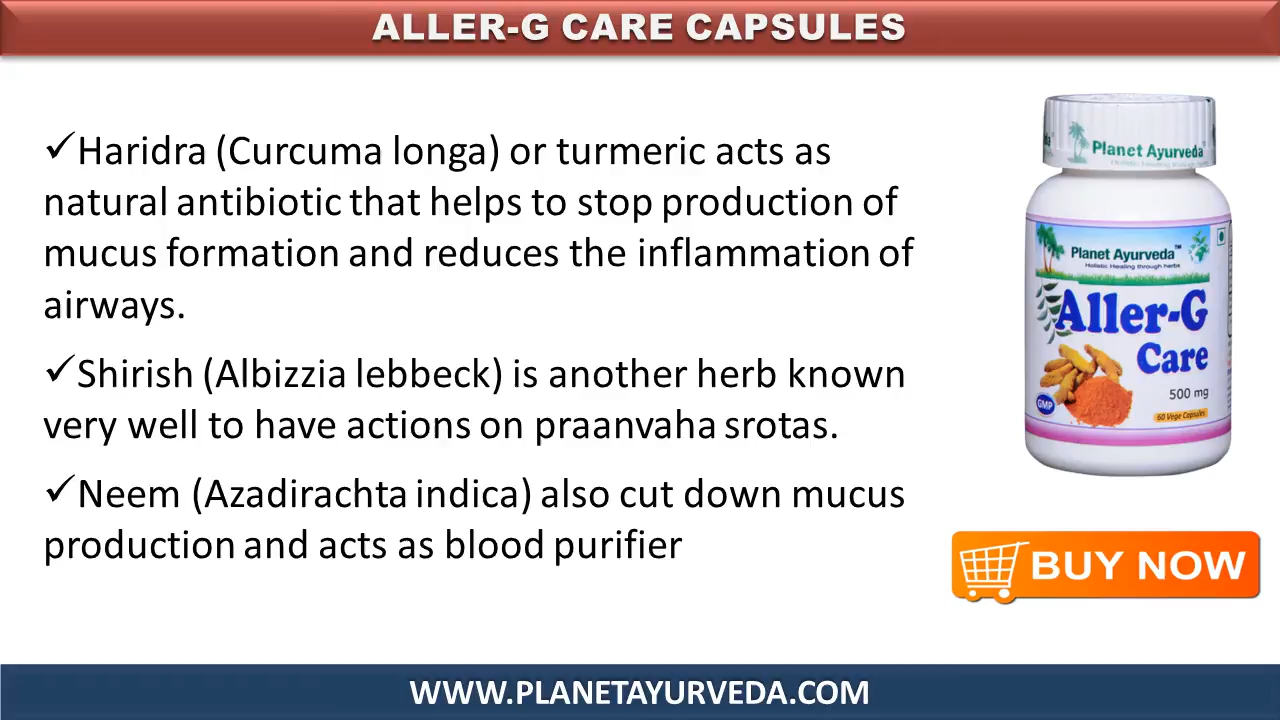 ALLER-G CARE CAPSULES
✓Haridra (Curcuma longa) or turmeric acts as
natural antibiotic that helps to stop production of
mucus formation and reduces the inflammation of
airways.
✓Shirish (Albizzia lebbeck) is another herb known
very well to have actions on praanvaha srotas.
✓Neem (Azadirachta indica) also cut down mucus
production and acts as blood purifier
Planet Ayurveda
Planet Ayurveda™
Holistic Healing through herbs
Aller-G
Care
500 mg
GMP
60 Vege Capsules
BUY NOW
WWW.PLANETAYURVEDA.COM